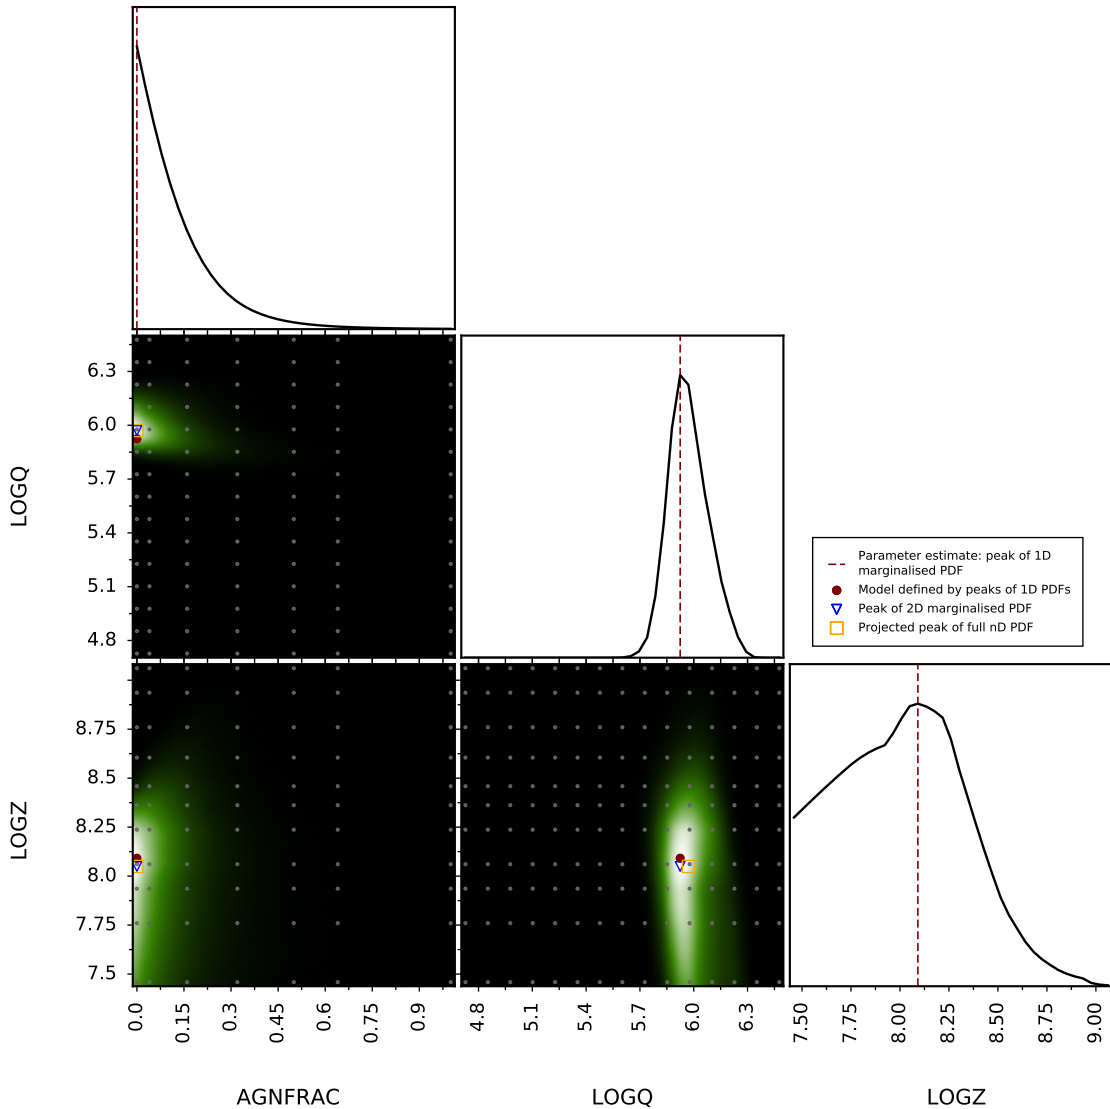 6.3
6.0
5.7
5.4
5.1
4.8
LOGQ
Parameter estimate: peak of 1D
marginalised PDF
Model defined by peaks of 1D PDFs
Peak of 2D marginalised PDF
Projected peak of full nD PDF
8.75
8.5
8.25
8.0
7.75
7.5
LOGZ
0.0 0.15 0.3 0.45 0.6 0.75 0.9
4.8 5.1 5.4 5.7 6.0 6.3
7.50 7.75 8.00 8.25 8.50 8.75 9.00
AGNFRAC LOGQ LOGZ